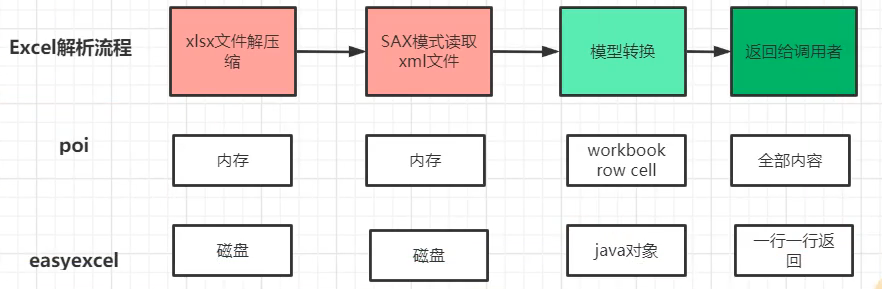 Excel解析流程
xlsx文件解压
缩
SAX模式读取
xml文件
模型转换
返回给调用者
poi
内存
内存
workbook
row cell
全部内容
easyexcel
磁盘
磁盘
java对象
一行一行返
回